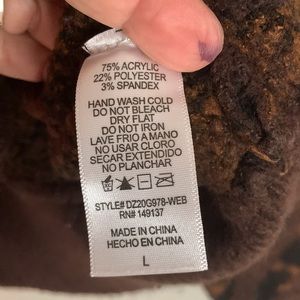 75% ACRYLIC
22% POLYESTER
3% SPANDEX
HAND WASH COLD
DO NOT BLEACH
DRY FLAT
DO NOT IRON
LAVE FRIO A MANO
NO USAR CLORO
SECAR EXTENDIDO
NO PLANCHAR
STYLE# DZ20G978-WEB
RN# 149137
MADE IN CHINA
HECHO EN CHINA
L